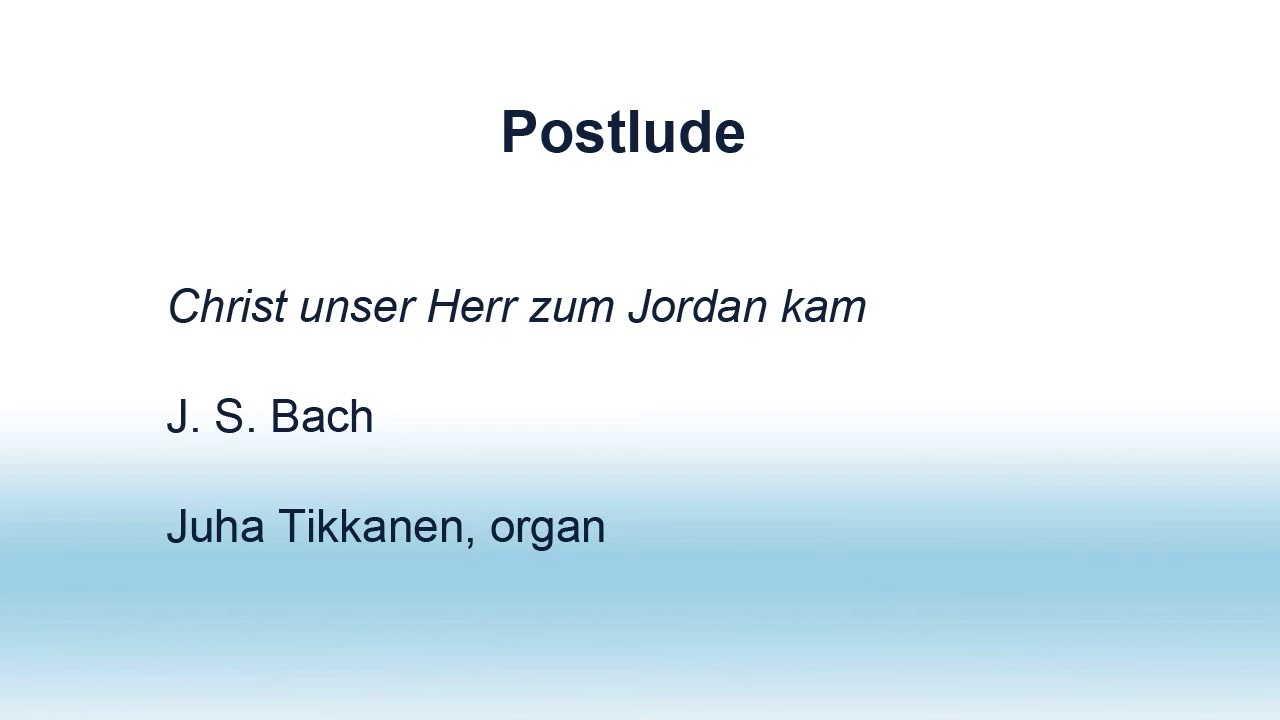 Postlude
Christ unser Herr zum Jordan kam
J. S. Bach
Juha Tikkanen, organ